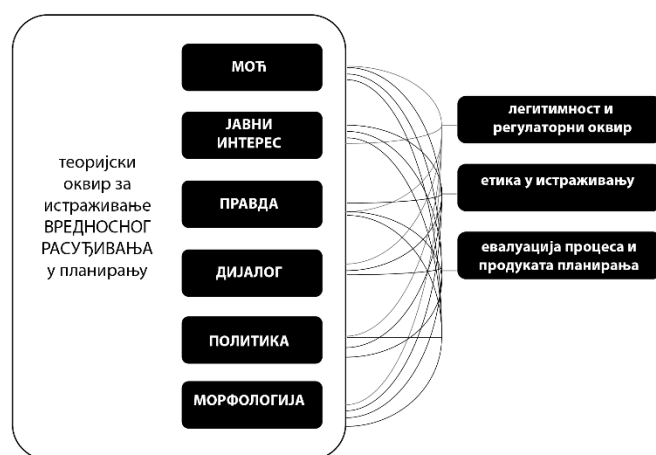 теоријски
оквир за
истраживање
ВРЕДНОСНОГ
РАСУЂИВАЊА
у планирању
МОЋ
ЈАВНИ
ИНТЕРЕС
ПРАВДА
ДИЈАЛОГ
ПОЛИТИКА
МОРФОЛОГИЈА
легитимност и
регулаторни оквир
етика у истраживању
евалуација процеса и
продуката планирања